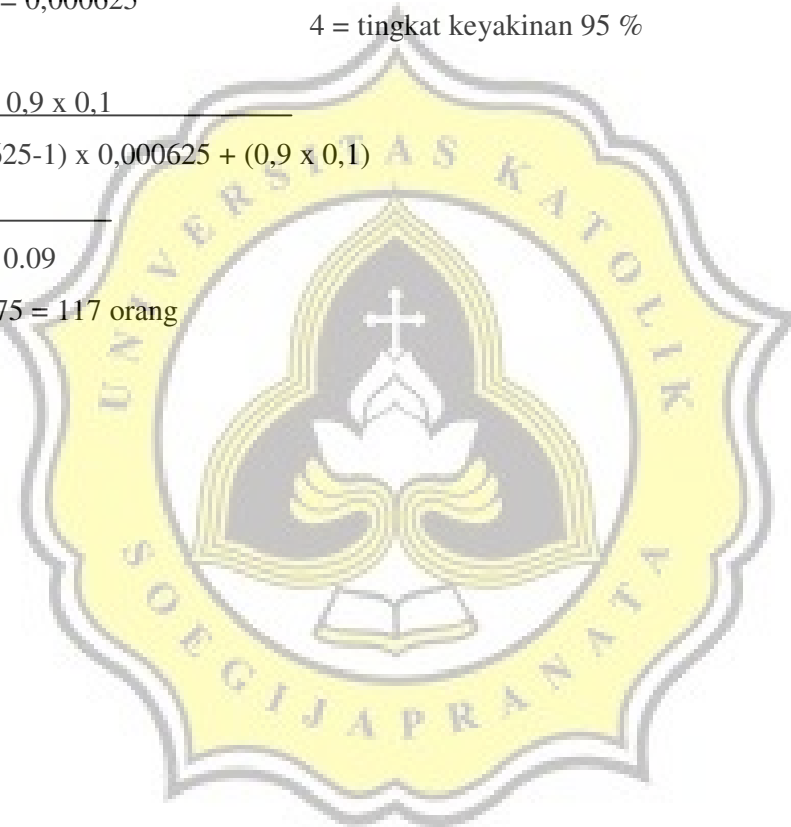 = 0,000625
4 = tingkat keyakinan 95 %
0,9 x 0,1
625-1) x 0,000625 + (0,9 x 0,1)
0.09
75 = 117 orang
UNIVERSITAS KATOLIK
SOEGIJAPRANATA